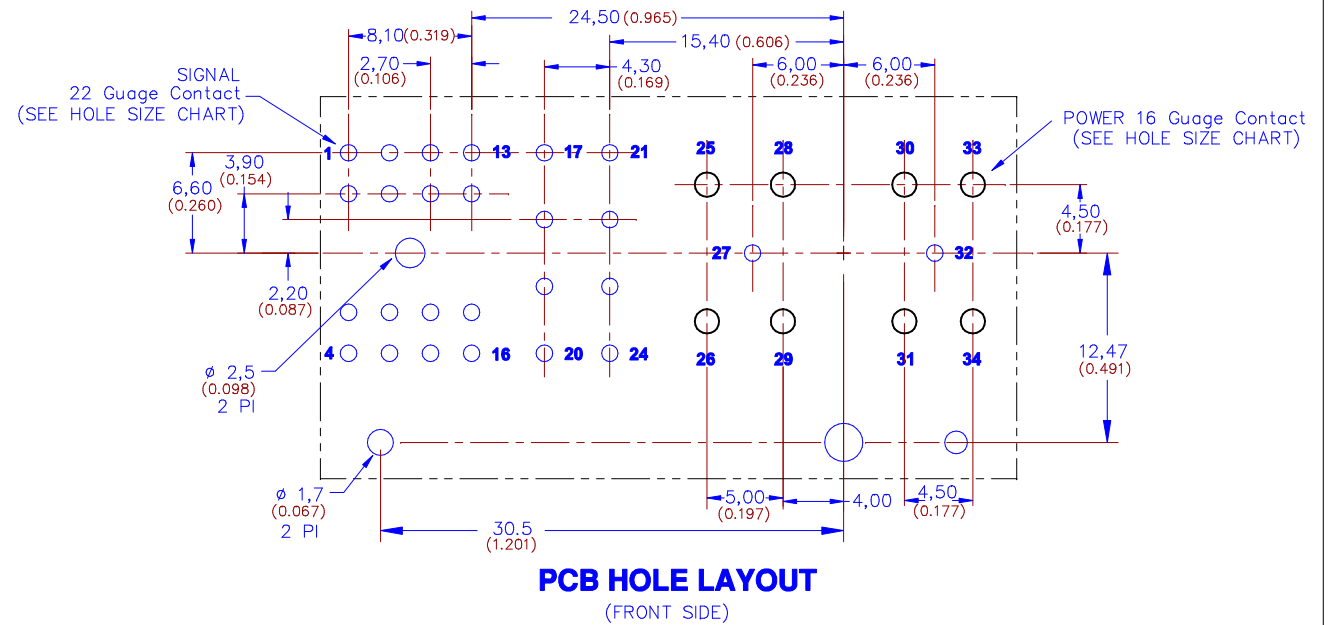 24,50 (0.965)
8,10 (0.319)
15,40 (0.606)
2,70
(0.106)
4,30
(0.169)
6,00
(0.236)
6,00
(0.236)
SIGNAL
22 Guage Contact
(SEE HOLE SIZE CHART)
POWER 16 Guage Contact
(SEE HOLE SIZE CHART)
1 13 17 21 25 28 30 33
3,90
(0.154)
6,60
(0.260)
4,50
(0.177)
27 32
2,20
(0.087)
4 16 20 24 26 29 31 34
12,47
(0.491)
ø 2,5
(0.098)
2 Pl
ø 1,7
(0.067)
2 Pl
5,00
(0.197)
4,00
4,50
(0.177)
30.5
(1.201)
PCB HOLE LAYOUT
(FRONT SIDE)